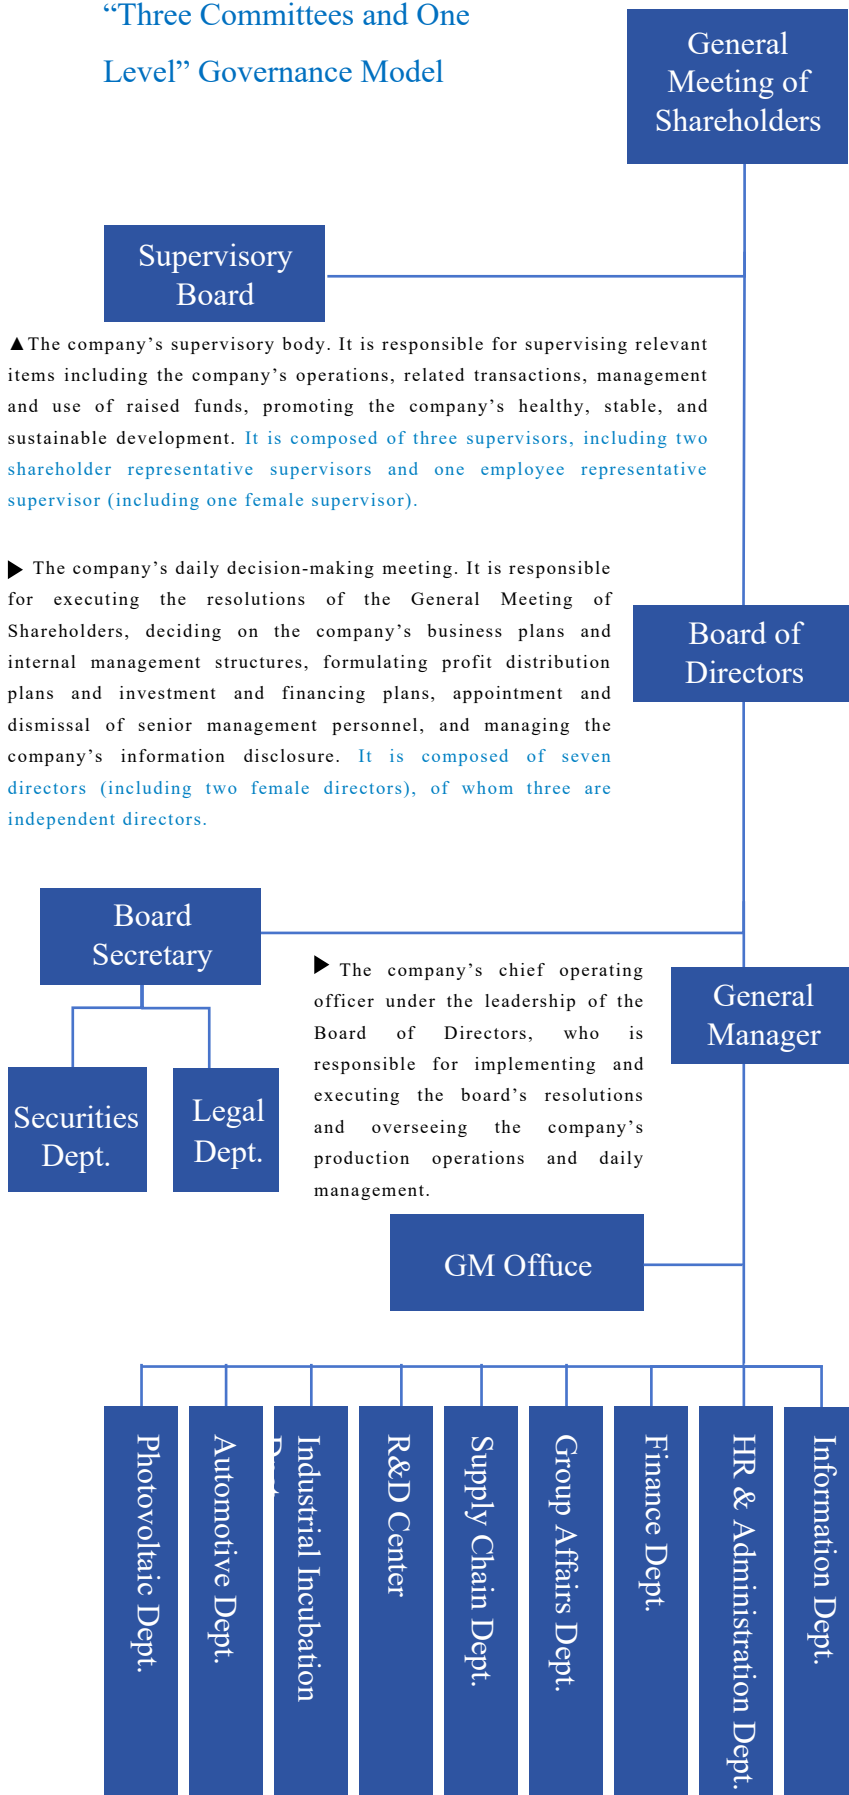 “Three Committees and One
Level” Governance Model
General
Meeting of
Shareholders
Supervisory
Board
▲The company’s supervisory body. It is responsible for supervising relevant
items including the company’s operations, related transactions, management
and use of raised funds, promoting the company’s healthy, stable, and
sustainable development. It is composed of three supervisors, including two
shareholder representative supervisors and one employee representative
supervisor (including one female supervisor).
▶ The company’s daily decision-making meeting. It is responsible
for executing the resolutions of the General Meeting of
Shareholders, deciding on the company’s business plans and
internal management structures, formulating profit distribution
plans and investment and financing plans, appointment and
dismissal of senior management personnel, and managing the
company’s information disclosure. It is composed of seven
directors (including two female directors), of whom three are
independent directors.
Board of
Directors
Board
Secretary
▶ The company’s chief operating
officer under the leadership of the
Board of Directors, who is
responsible for implementing and
executing the board’s resolutions
and overseeing the company’s
production operations and daily
management.
General
Manager
Securities
Dept.
Legal
Dept.
GM Offuce
Photovoltaic Dept.
Automotive Dept.
Industrial Incubation
R&D Center
Supply Chain Dept.
Group Affairs Dept.
Finance Dept.
HR & Administration Dept.
Information Dept.